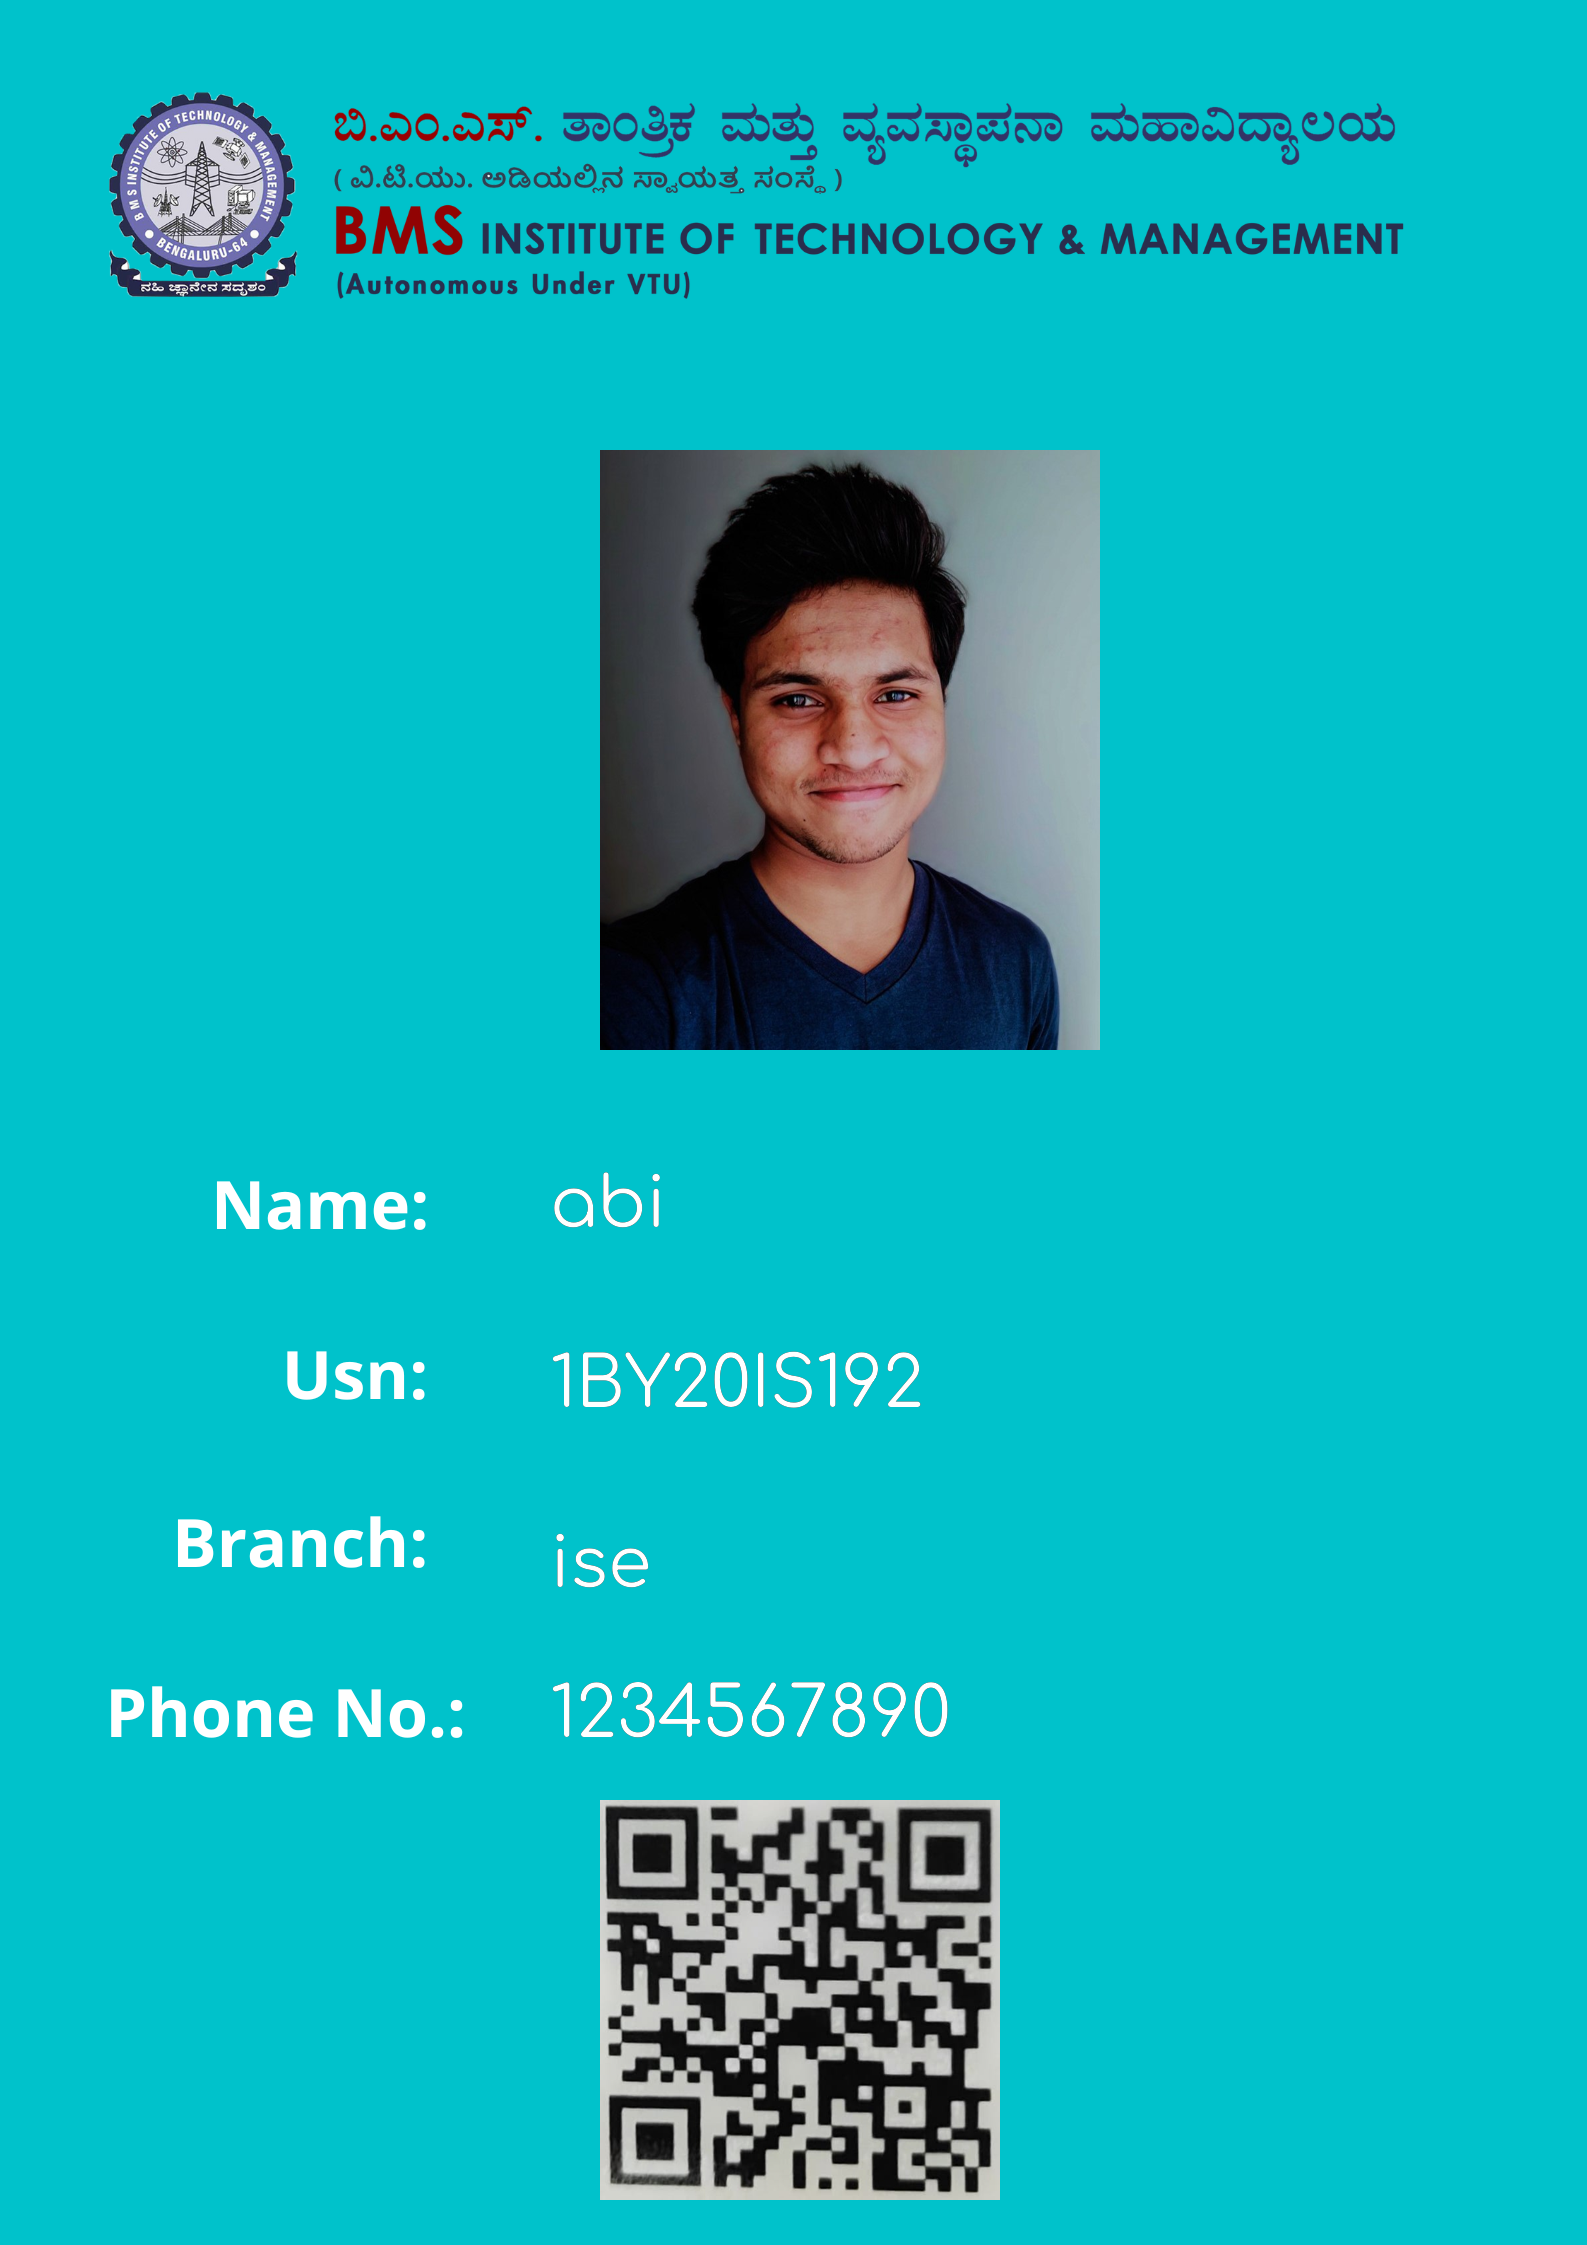 B M S INSTITUTE OF TECHNOLOGY & MANAGEMENT
BENGALURU-64
ನಹಿ ಜ್ಞಾನೇನ ಸದೃಶಂ
ಬಿ.ಎಂ.ಎಸ್. ತಾಂತ್ರಿಕ ಮತ್ತು ವ್ಯವಸ್ಥಾಪನಾ ಮಹಾವಿದ್ಯಾಲಯ
( ವಿ.ಟಿ.ಯು. ಅಡಿಯಲ್ಲಿನ ಸ್ವಾಯತ್ತ ಸಂಸ್ಥೆ )
BMS INSTITUTE OF TECHNOLOGY & MANAGEMENT
(Autonomous Under VTU)
Name: abi
Usn: 1BY20IS192
Branch: ise
Phone No.: 1234567890